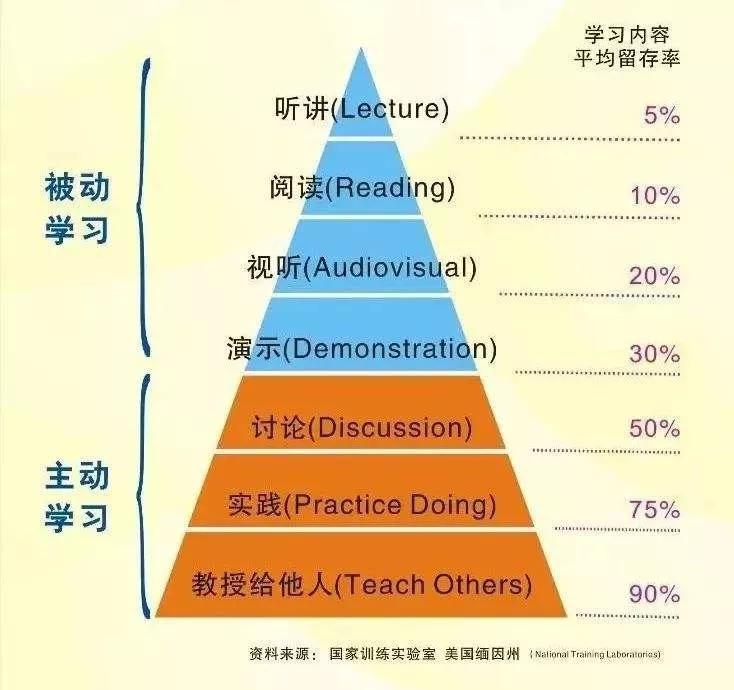 学习内容
平均留存率
听讲(Lecture)
5%
被动
学习
阅读(Reading)
10%
视听(Audiovisual)
20%
演示(Demonstration)
30%
主动
学习
讨论(Discussion)
50%
实践(Practice Doing)
75%
教授给他人(Teach Others)
90%
资料来源： 国家训练实验室 美国缅因州 （National Training Laboratories）